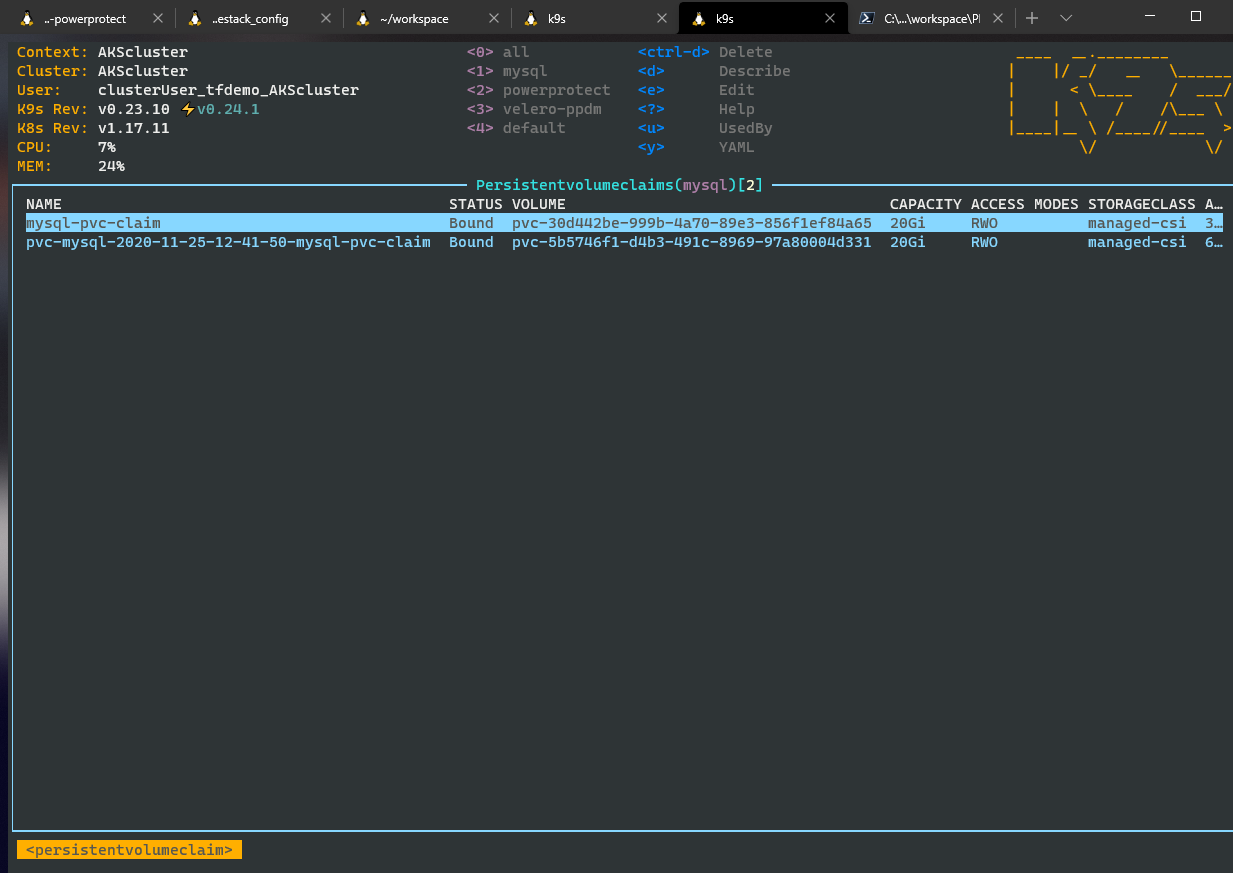 ..-powerprotect ..estack_config ~/workspace k9s k9s C:\...\workspace\Pl
Context: AKScluster <0> all <ctrl-d> Delete
Cluster: AKScluster <1> mysql <d> Describe
User: clusterUser_tfdemo_AKScluster <2> powerprotect <e> Edit
K9s Rev: v0.23.10 ⚡v0.24.1 <3> velero-ppdm <?> Help
K8s Rev: v1.17.11 <4> default <u> UsedBy
CPU: 7% <y> YAML
MEM: 24%
Persistentvolumeclaims(mysql)[2]
NAME STATUS VOLUME CAPACITY ACCESS MODES STORAGECLASS A…
mysql-pvc-claim Bound pvc-30d442be-999b-4a70-89e3-856f1ef84a65 20Gi RWO managed-csi 3…
pvc-mysql-2020-11-25-12-41-50-mysql-pvc-claim Bound pvc-5b5746f1-d4b3-491c-8969-97a80004d331 20Gi RWO managed-csi 6…
<persistentvolumeclaim>